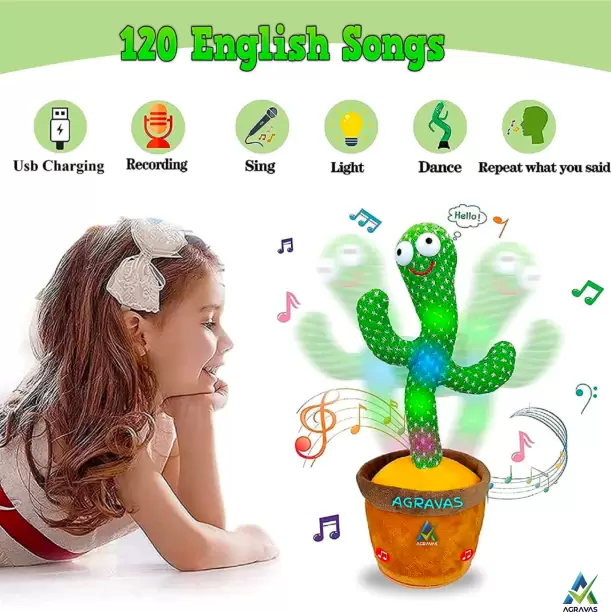 120 English Songs
Usb Charging
Recording
Sing
Light
Dance
Repeat what you said
Hello!
AGRAVAS
AGRAVAS
AGRAVAS